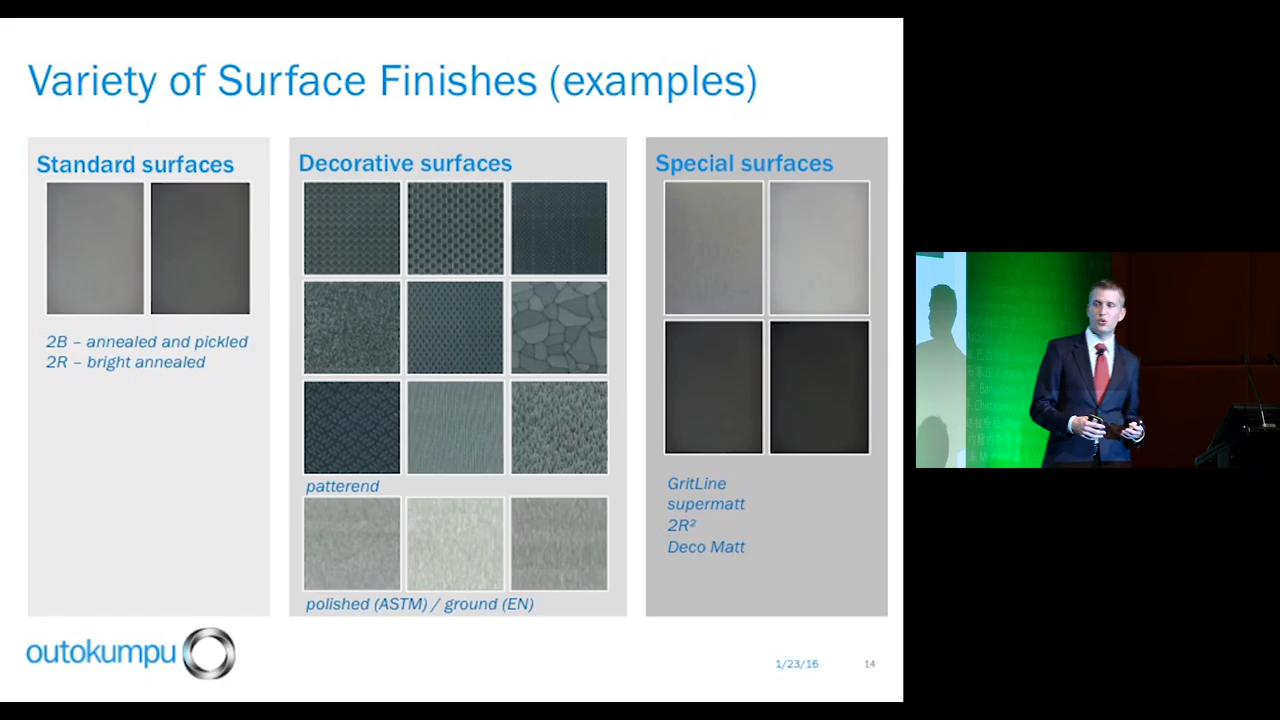 Variety of Surface Finishes (examples)
Standard surfaces
2B – annealed and pickled
2R – bright annealed
Decorative surfaces
patterend
polished (ASTM) / ground (EN)
Special surfaces
GritLine
supermatt
2R²
Deco Matt
outokumpu
1/23/16
14